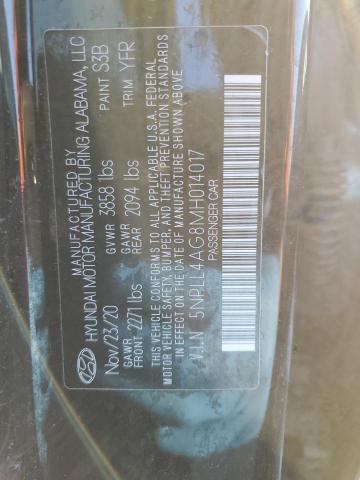 MANUFACTURED BY
HYUNDAI MOTOR MANUFACTURING ALABAMA, LLC
Nov/23/20 GVWR 3858 lbs PAINT S3B
GAWR FRONT 2271 lbs GAWR REAR 2094 lbs TRIM YFR
THIS VEHICLE CONFORMS TO ALL APPLICABLE U.S.A. FEDERAL
MOTOR VEHICLE SAFETY, BUMPER, AND THEFT PREVENTION STANDARDS
IN EFFECT ON THE DATE OF MANUFACTURE SHOWN ABOVE.
V.I.N : 5NPLL4AG8MH014017
PASSENGER CAR